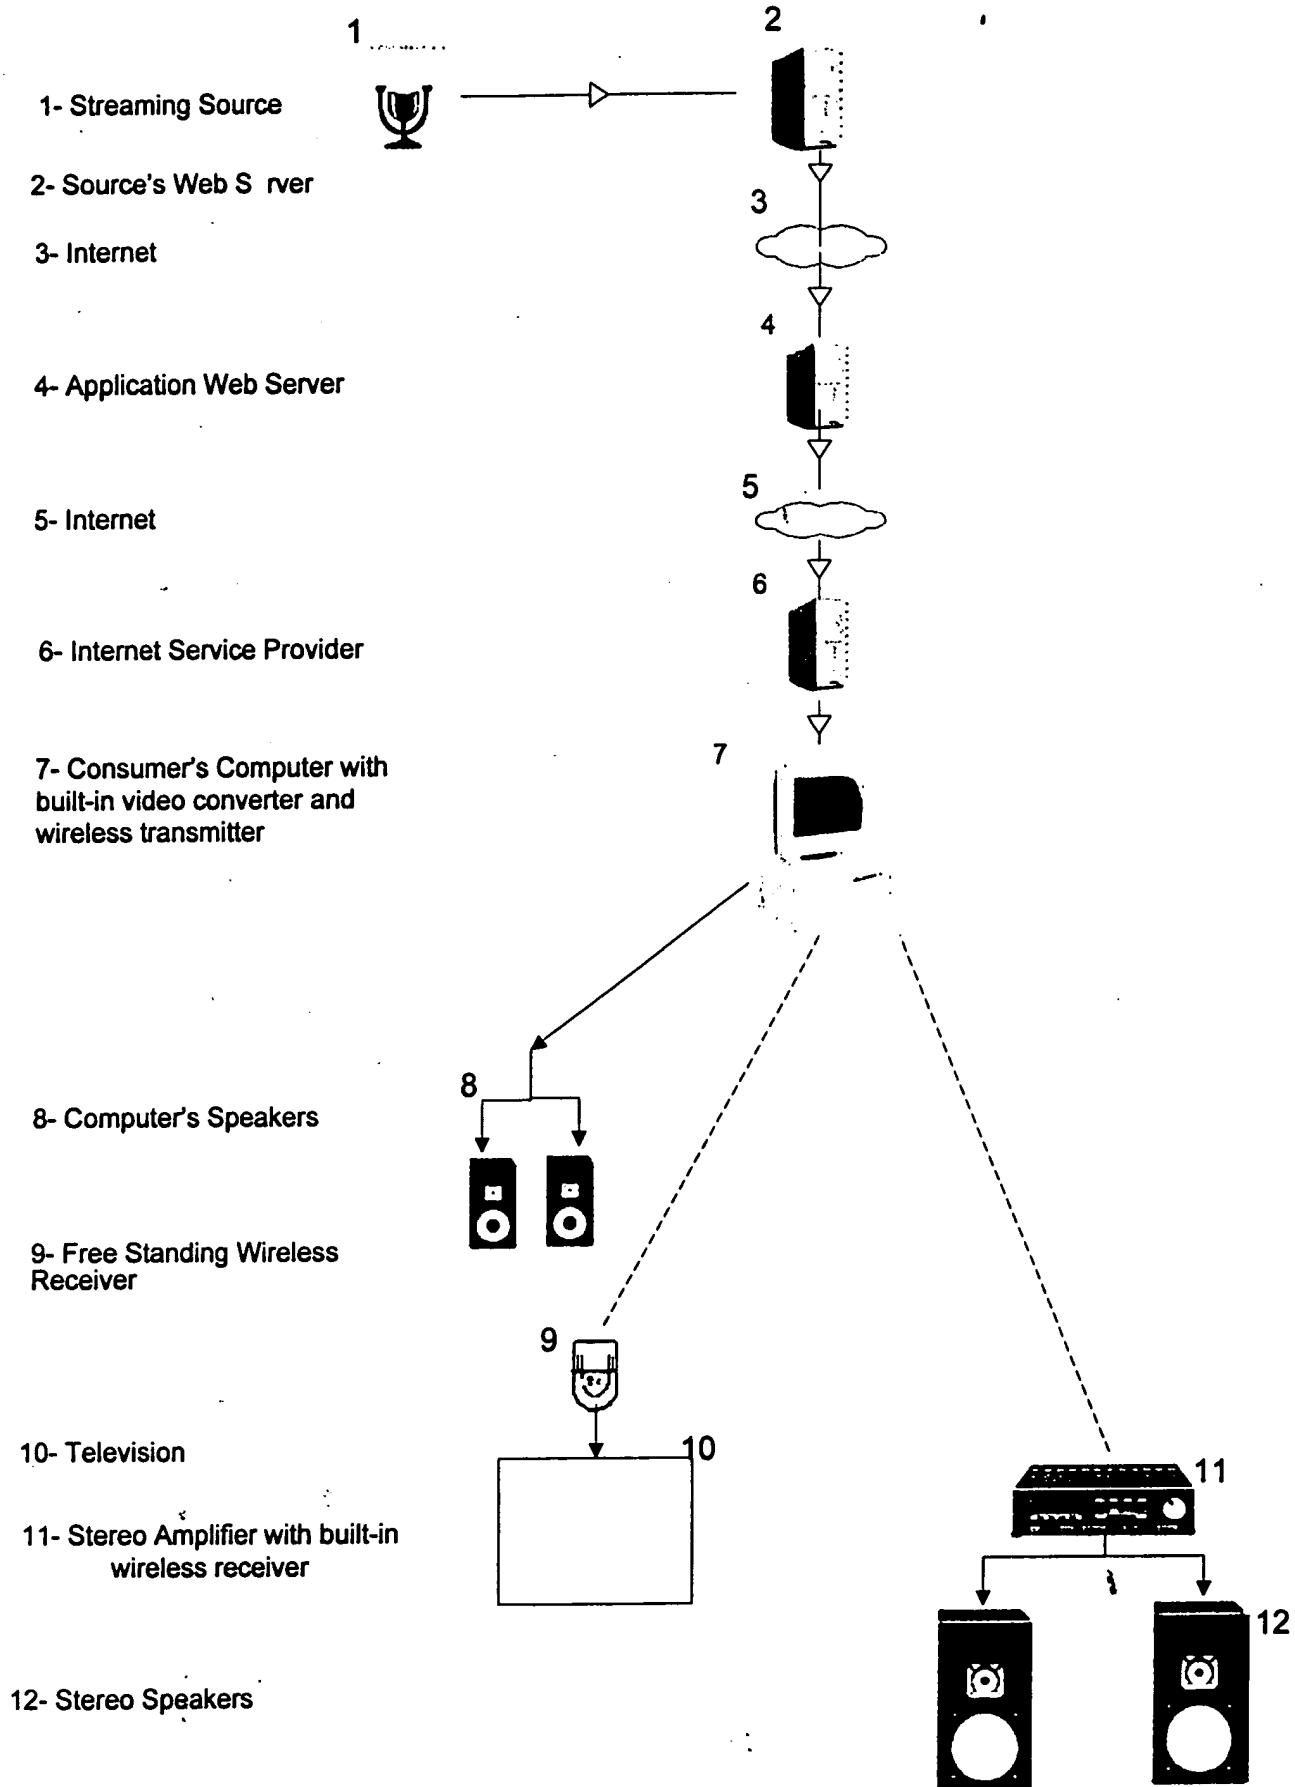 1
2
1- Streaming Source
2- Source's Web S rver
3
3- Internet
4
4- Application Web Server
5
5- Internet
6
6- Internet Service Provider
7
7- Consumer's Computer with
built-in video converter and
wireless transmitter
8
8- Computer's Speakers
9- Free Standing Wireless
Receiver
9
10- Television
10
11
11- Stereo Amplifier with built-in
wireless receiver
12
12- Stereo Speakers